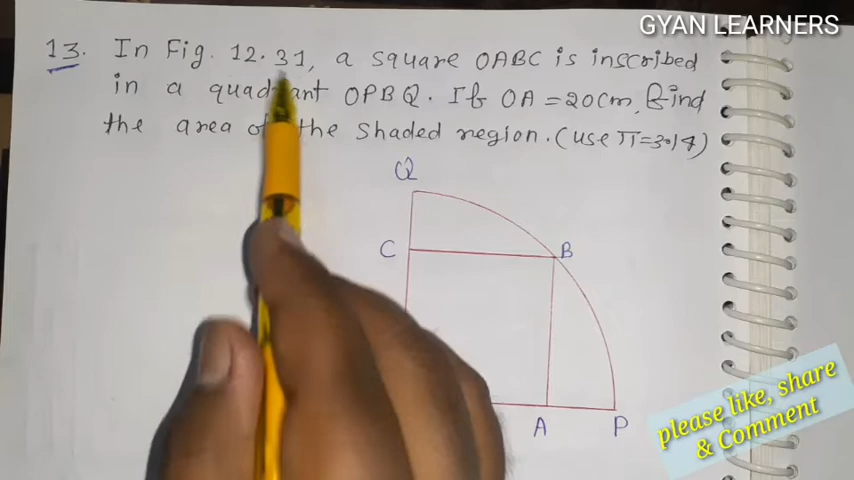 GYAN LEARNERS
13. In Fig. 12.31, a square OABC is inscribed
in a quadrant OPBQ. If OA = 20cm, find
the area of the shaded region. (use π=3.14)
Q
C
B
A
P
please like, share
& Comment